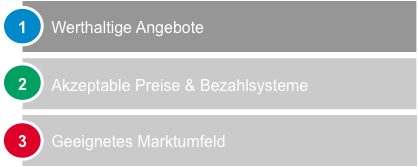 1 Werthaltige Angebote
2 Akzeptable Preise & Bezahlsysteme
3 Geeignetes Marktumfeld